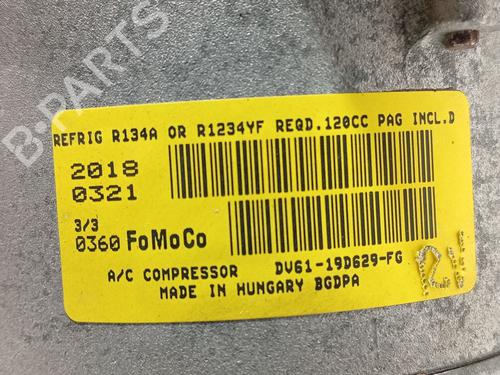 B-PARTS
REFRIG R134A OR R1234YF REQD.120CC PAG INCL.D
2018
0321
3/3
0360 FoMoCo
A/C COMPRESSOR DV61-19D629-FG
MADE IN HUNGARY BGDPA